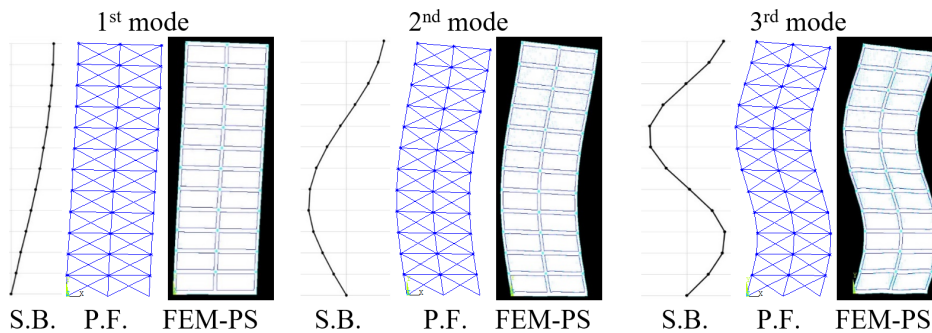 1st mode 2nd mode 3rd mode
S.B. P.F. FEM-PS S.B. P.F. FEM-PS S.B. P.F. FEM-PS